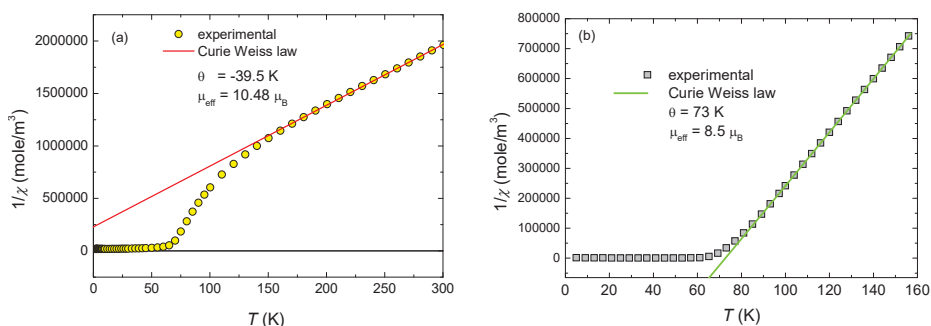 (a)
experimental
Curie Weiss law
θ = -39.5 K
μeff = 10.48 μB
1/χ (mole/m³)
2000000
1500000
1000000
500000
0
0 50 100 150 200 250 300
T (K)
(b)
experimental
Curie Weiss law
θ = 73 K
μeff = 8.5 μB
1/χ (mole/m³)
800000
700000
600000
500000
400000
300000
200000
100000
0
0 20 40 60 80 100 120 140 160
T (K)